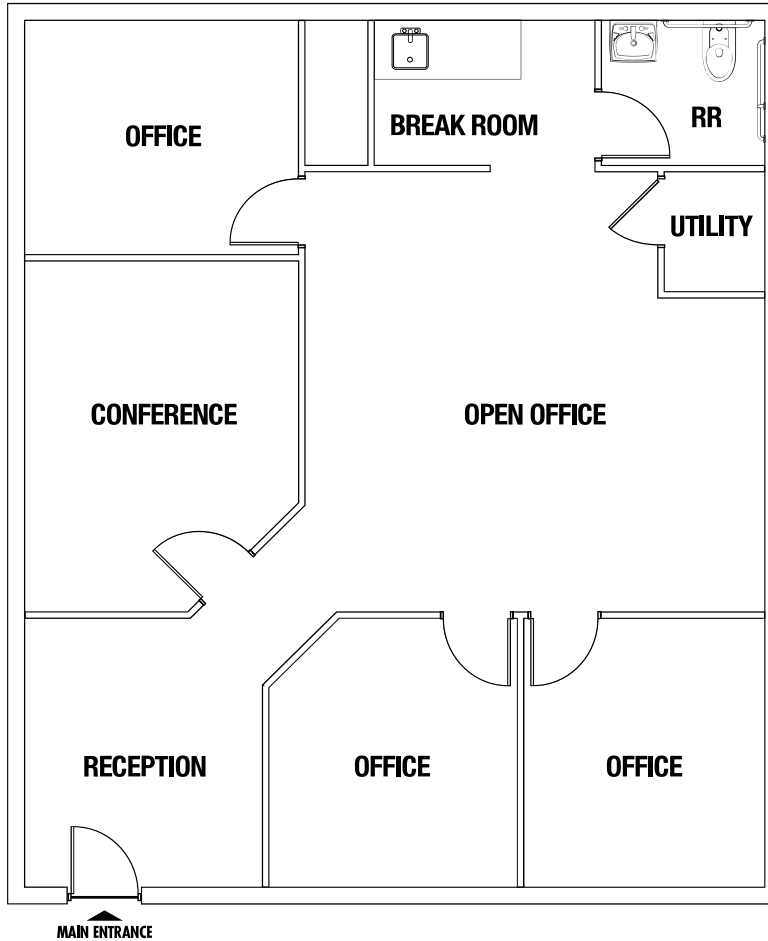 OFFICE
BREAK ROOM
RR
UTILITY
CONFERENCE
OPEN OFFICE
RECEPTION
OFFICE
OFFICE
MAIN ENTRANCE